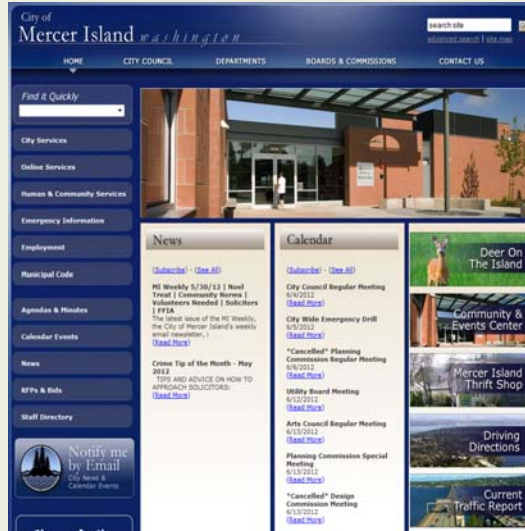 City of
Mercer Island washington
search site
advanced search | site map
HOME
CITY COUNCIL
DEPARTMENTS
BOARDS & COMMISSIONS
CONTACT US
Find it Quickly
City Services
Online Services
Human & Community Services
Emergency Information
Employment
Municipal Code
Agendas & Minutes
Calendar Events
News
RFPs & Bids
Staff Directory
Notify me
by Email
City News &
Calendar Events
News
(Subscribe) - (See All)
MI Weekly 5/30/12 | Noel
Treat | Community Norms |
Volunteers Needed | Solicitors
| FFIA
The latest issue of the MI Weekly,
the City of Mercer Island's weekly
email newsletter, i
(Read More)
Crime Tip of the Month - May
2012
TIPS AND ADVICE ON HOW TO
APPROACH SOLICITORS:
(Read More)
Calendar
(Subscribe) - (See All)
City Council Regular Meeting
6/4/2012
(Read More)
City Wide Emergency Drill
6/5/2012
(Read More)
*Cancelled* Planning
Commission Regular Meeting
6/6/2012
(Read More)
Utility Board Meeting
6/12/2012
(Read More)
Arts Council Regular Meeting
6/13/2012
(Read More)
Planning Commission Special
Meeting
6/13/2012
(Read More)
*Cancelled* Design
Commission Meeting
6/13/2012
(Read More)
Deer On
The Island
Community &
Events Center
Mercer Island
Thrift Shop
Driving
Directions
Current
Traffic Report